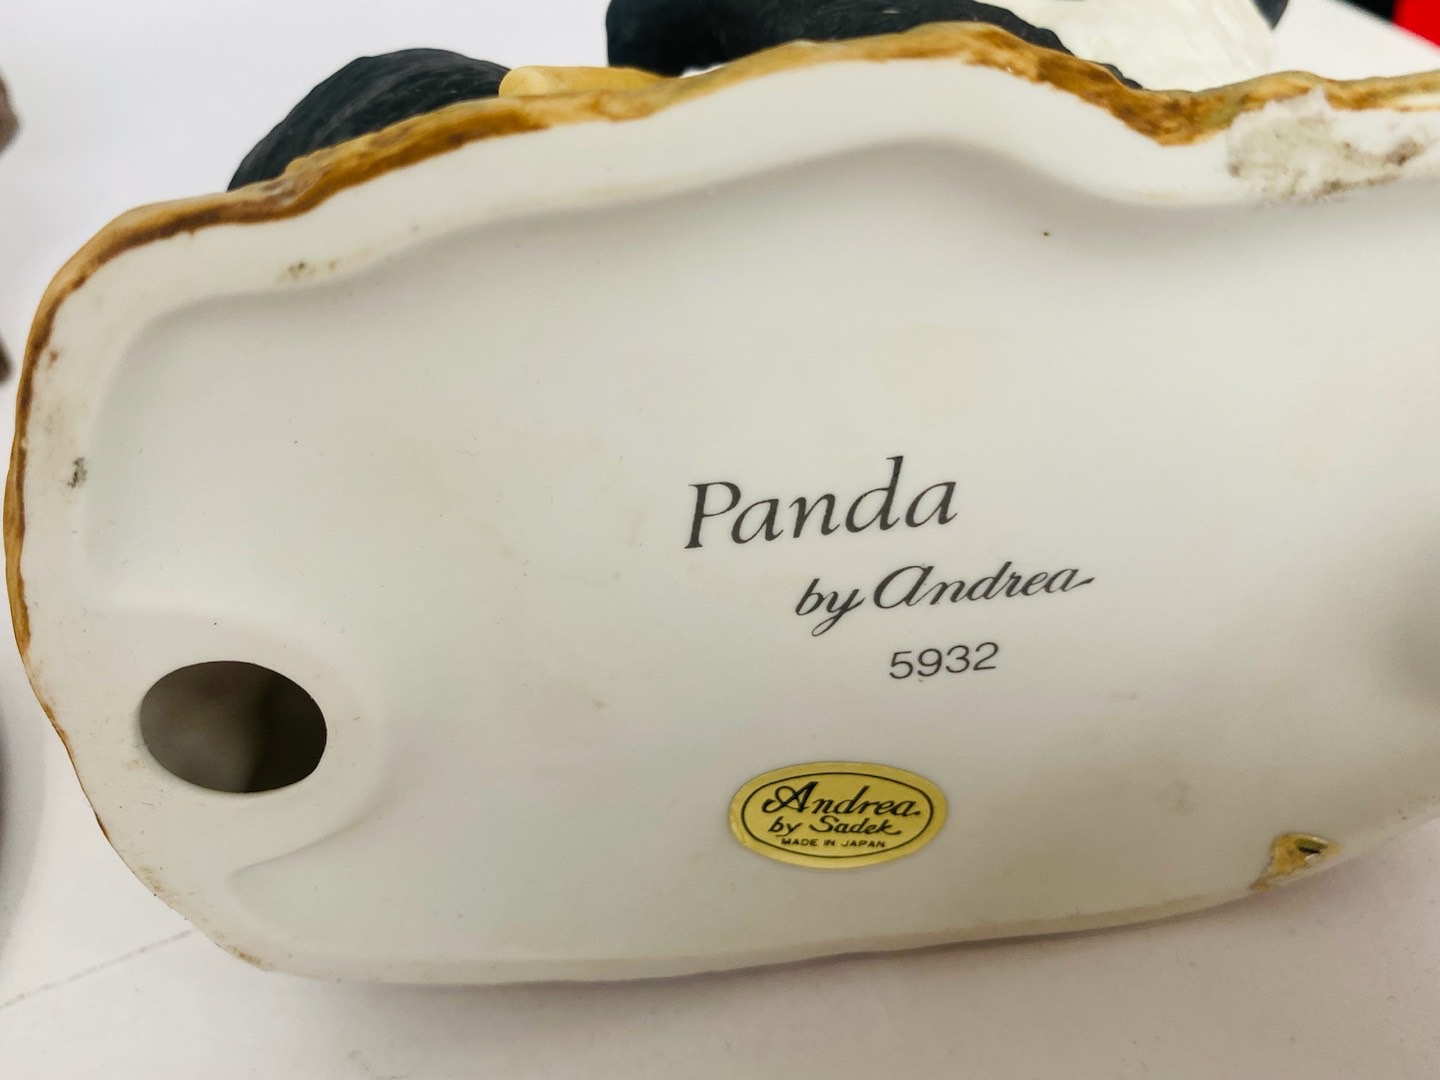 Panda
by Andrea
5932
Andrea
by Sadek
MADE IN JAPAN